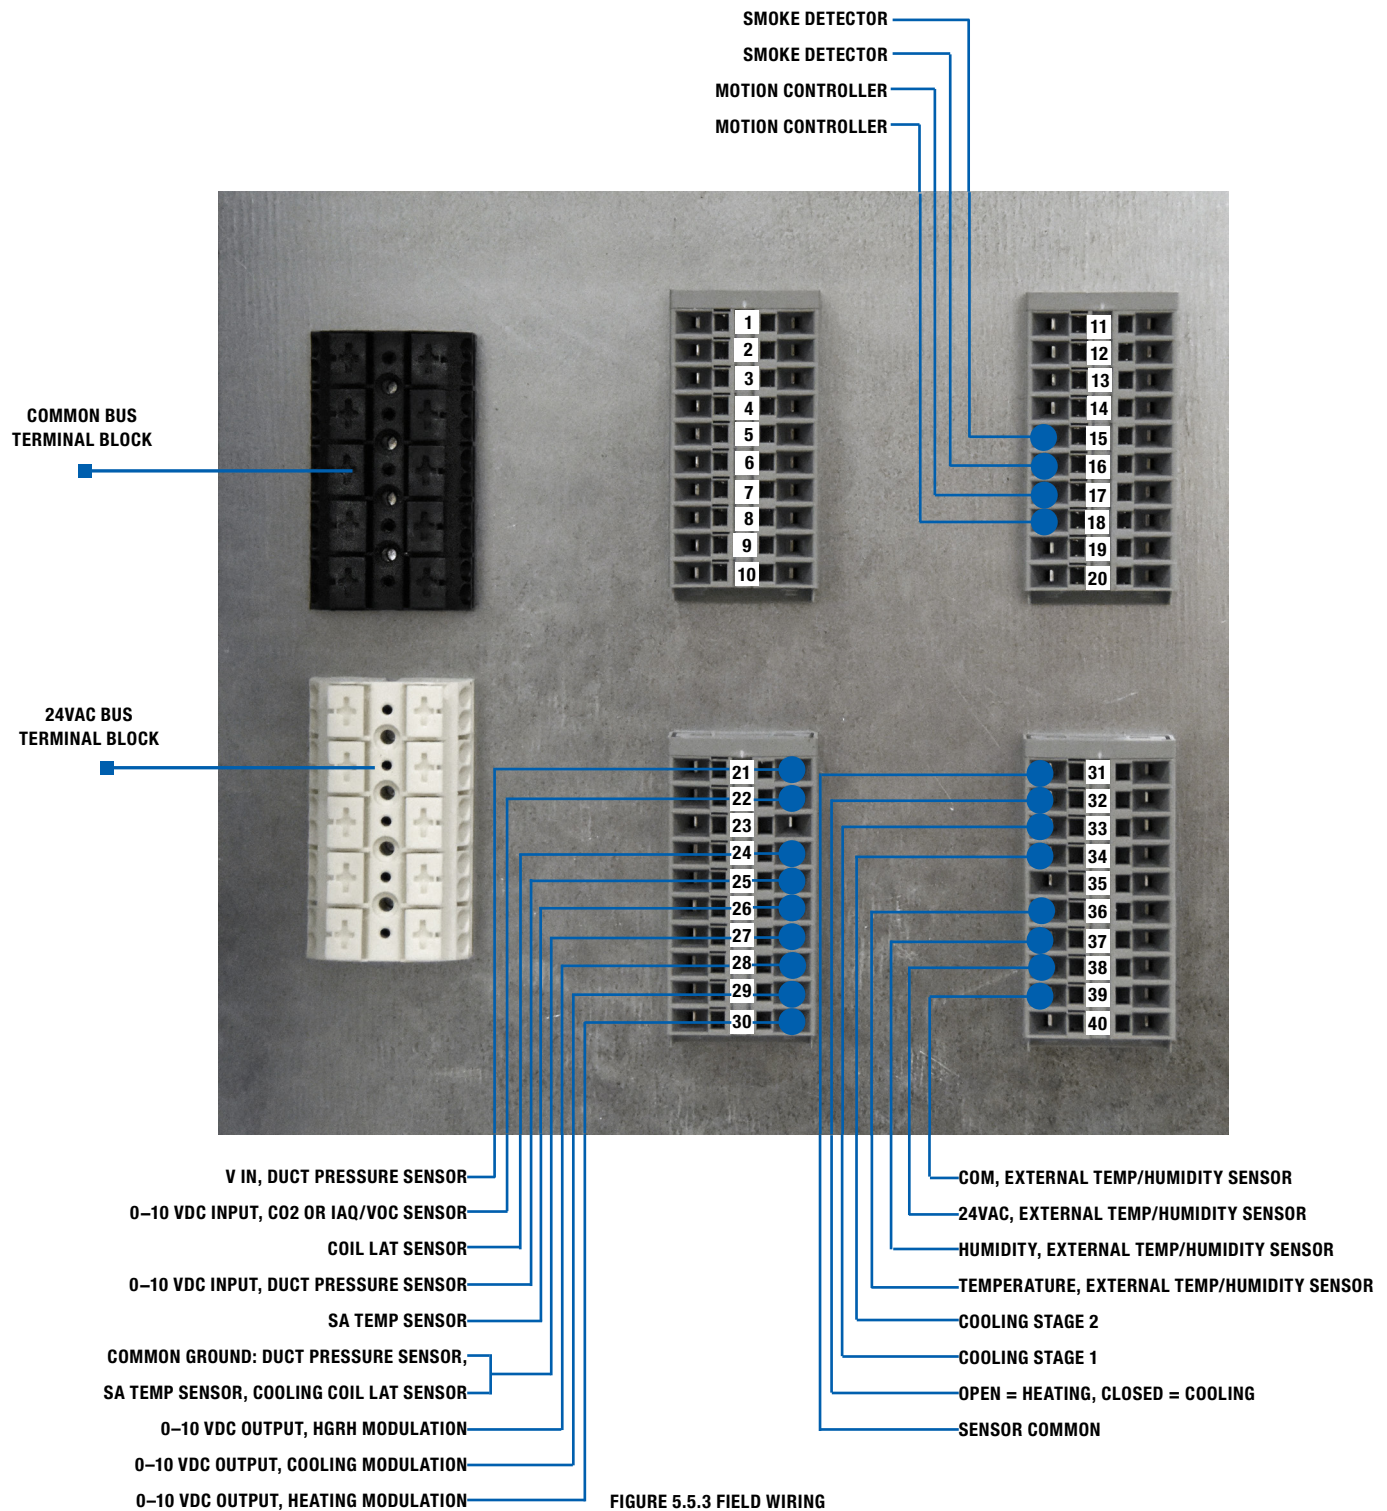 SMOKE DETECTOR
SMOKE DETECTOR
MOTION CONTROLLER
MOTION CONTROLLER
COMMON BUS
TERMINAL BLOCK
1
2
3
4
5
6
7
8
9
10
11
12
13
14
15
16
17
18
19
20
24VAC BUS
TERMINAL BLOCK
21
22
23
24
25
26
27
28
29
30
31
32
33
34
35
36
37
38
39
40
V IN, DUCT PRESSURE SENSOR
0–10 VDC INPUT, CO2 OR IAQ/VOC SENSOR
COIL LAT SENSOR
0–10 VDC INPUT, DUCT PRESSURE SENSOR
SA TEMP SENSOR
COMMON GROUND: DUCT PRESSURE SENSOR,
SA TEMP SENSOR, COOLING COIL LAT SENSOR
0–10 VDC OUTPUT, HGRH MODULATION
0–10 VDC OUTPUT, COOLING MODULATION
0–10 VDC OUTPUT, HEATING MODULATION
COM, EXTERNAL TEMP/HUMIDITY SENSOR
24VAC, EXTERNAL TEMP/HUMIDITY SENSOR
HUMIDITY, EXTERNAL TEMP/HUMIDITY SENSOR
TEMPERATURE, EXTERNAL TEMP/HUMIDITY SENSOR
COOLING STAGE 2
COOLING STAGE 1
OPEN = HEATING, CLOSED = COOLING
SENSOR COMMON
FIGURE 5.5.3 FIELD WIRING